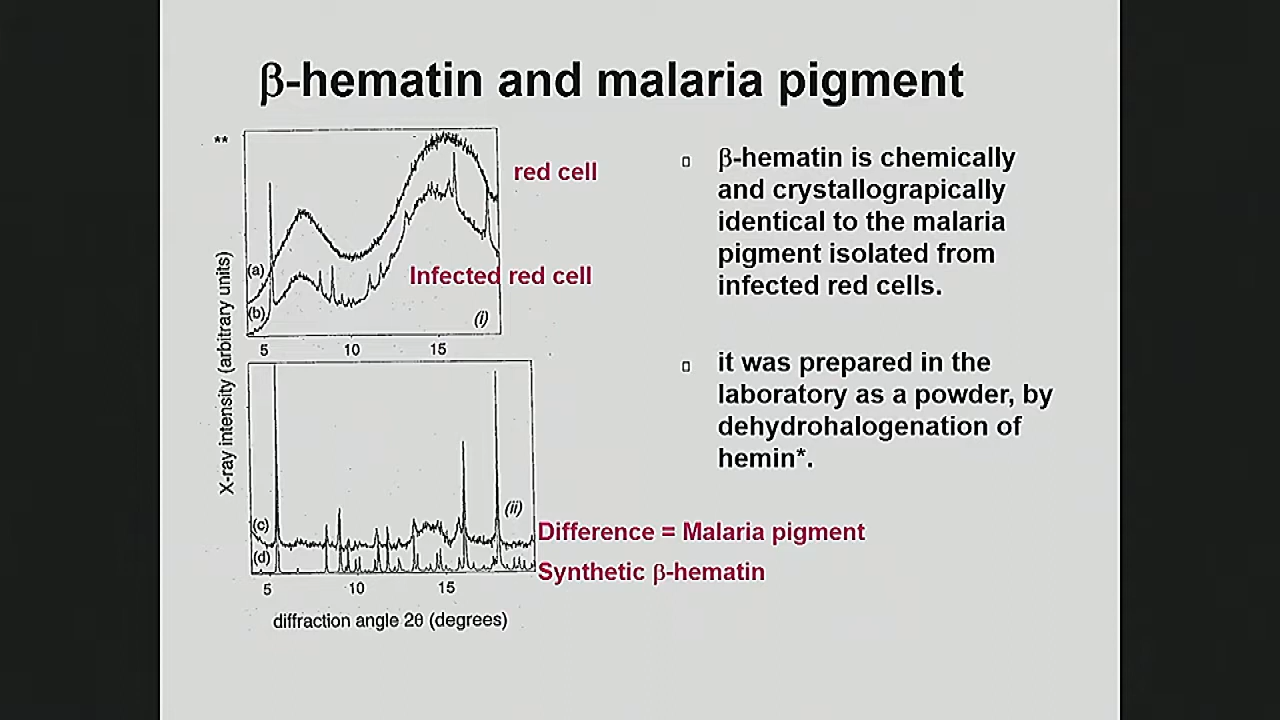 β-hematin and malaria pigment
**
red cell
(a)
Infected red cell
(b)
(i)
5 10 15
X-ray intensity (arbitrary units)
(ii)
(c)
Difference = Malaria pigment
(d)
Synthetic β-hematin
5 10 15
diffraction angle 2θ (degrees)
β-hematin is chemically
and crystallograpically
identical to the malaria
pigment isolated from
infected red cells.
it was prepared in the
laboratory as a powder, by
dehydrohalogenation of
hemin*.